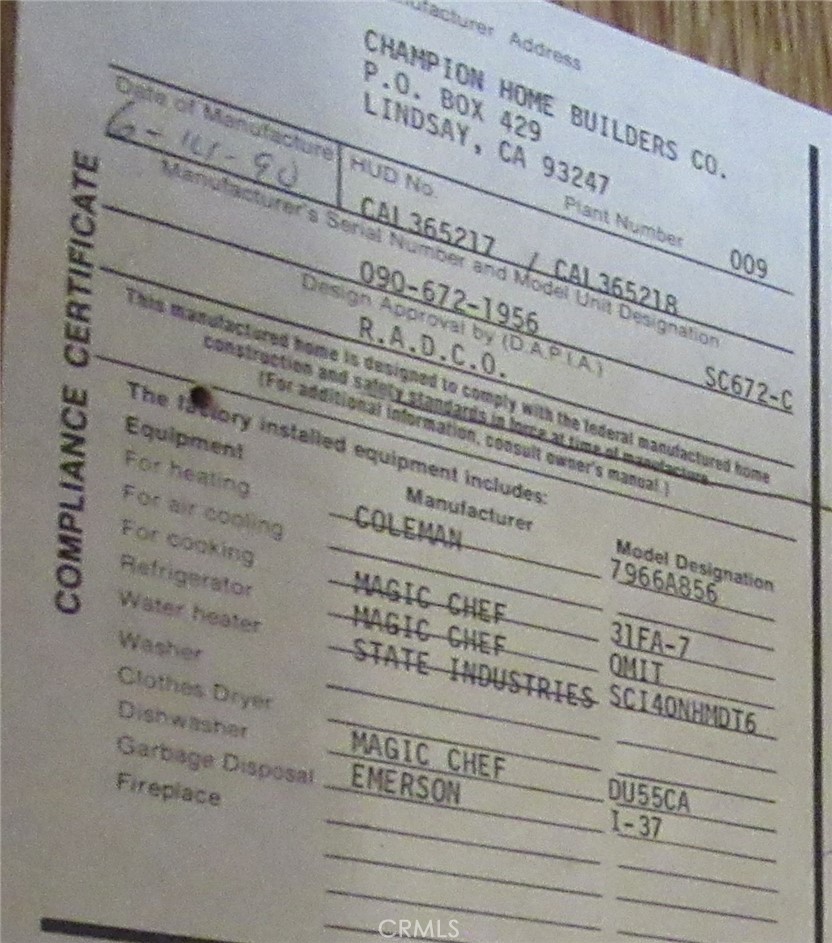 Manufacturer Address
CHAMPION HOME BUILDERS CO.
P.O. BOX 429
LINDSAY, CA 93247
Date of Manufacture
HUD No.
Plant Number
CAL365217 / CAL365218
009
Manufacturer's Serial Number and Model Unit Designation
090-672-1956
SC672-C
Design Approval by (D.A.P.I.A.)
R.A.D.C.O.
This manufactured home is designed to comply with the federal manufactured home
construction and safety standards in force at time of manufacture.
(For additional information, consult owner's manual.)
The factory installed equipment includes:
Equipment Manufacturer Model Designation
For heating COLEMAN 7966A856
For air cooling
For cooking MAGIC CHEF 31FA-7
Refrigerator MAGIC CHEF OMIT
Water heater STATE INDUSTRIES SCI40NHMDT6
Washer
Clothes Dryer
Dishwasher MAGIC CHEF DU55CA
Garbage Disposal EMERSON I-37
Fireplace
COMPLIANCE CERTIFICATE
CRMLS